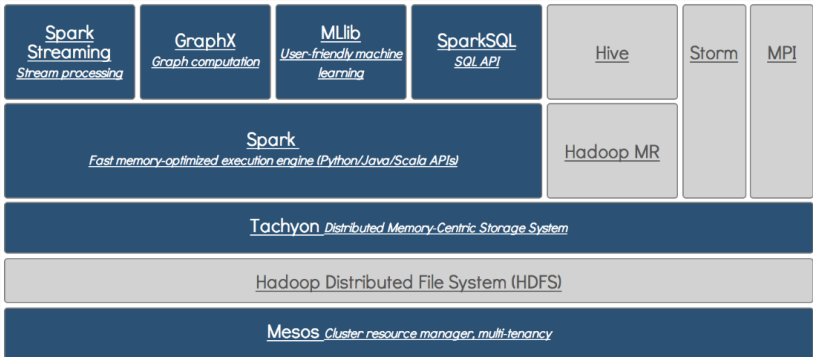 Spark
Streaming
Stream processing
GraphX
Graph computation
MLlib
User-friendly machine
learning
SparkSQL
SQL API
Hive
Storm
MPI
Spark
Fast memory-optimized execution engine (Python/Java/Scala APIs)
Hadoop MR
Tachyon Distributed Memory-Centric Storage System
Hadoop Distributed File System (HDFS)
Mesos Cluster resource manager, multi-tenancy